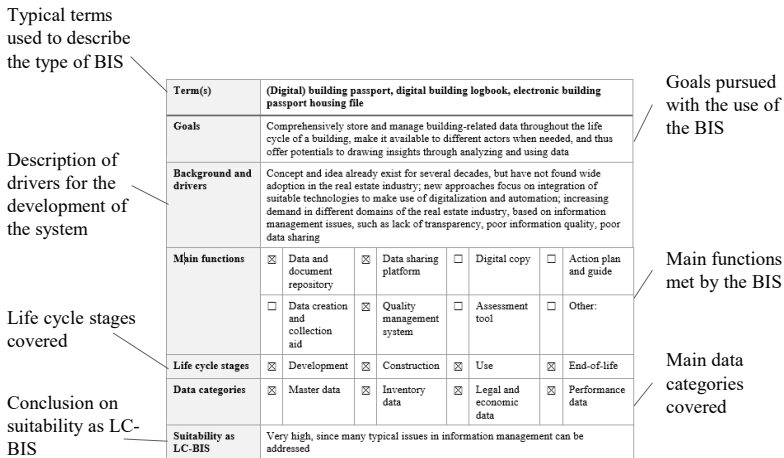 Typical terms
used to describe
the type of BIS
Description of
drivers for the
development of
the system
Life cycle stages
covered
Conclusion on
suitability as LC-
BIS
Term(s)
(Digital) building passport, digital building logbook, electronic building
passport housing file
Goals
Comprehensively store and manage building-related data throughout the life
cycle of a building, make it available to different actors when needed, and thus
offer potentials to drawing insights through analyzing and using data
Background and
drivers
Concept and idea already exist for several decades, but have not found wide
adoption in the real estate industry; new approaches focus on integration of
suitable technologies to make use of digitalization and automation; increasing
demand in different domains of the real estate industry, based on information
management issues, such as lack of transparency, poor information quality, poor
data sharing
Main functions
☒ Data and
document
repository
☒ Data sharing
platform
☐ Digital copy
☐ Action plan
and guide
☐ Data creation
and
collection
aid
☒ Quality
management
system
☐ Assessment
tool
☐ Other:
Life cycle stages
☒ Development
☒ Construction
☒ Use
☒ End-of-life
Data categories
☒ Master data
☒ Inventory
data
☒ Legal and
economic
data
☒ Performance
data
Suitability as
LC-BIS
Very high, since many typical issues in information management can be
addressed
Goals pursued
with the use of
the BIS
Main functions
met by the BIS
Main data
categories
covered